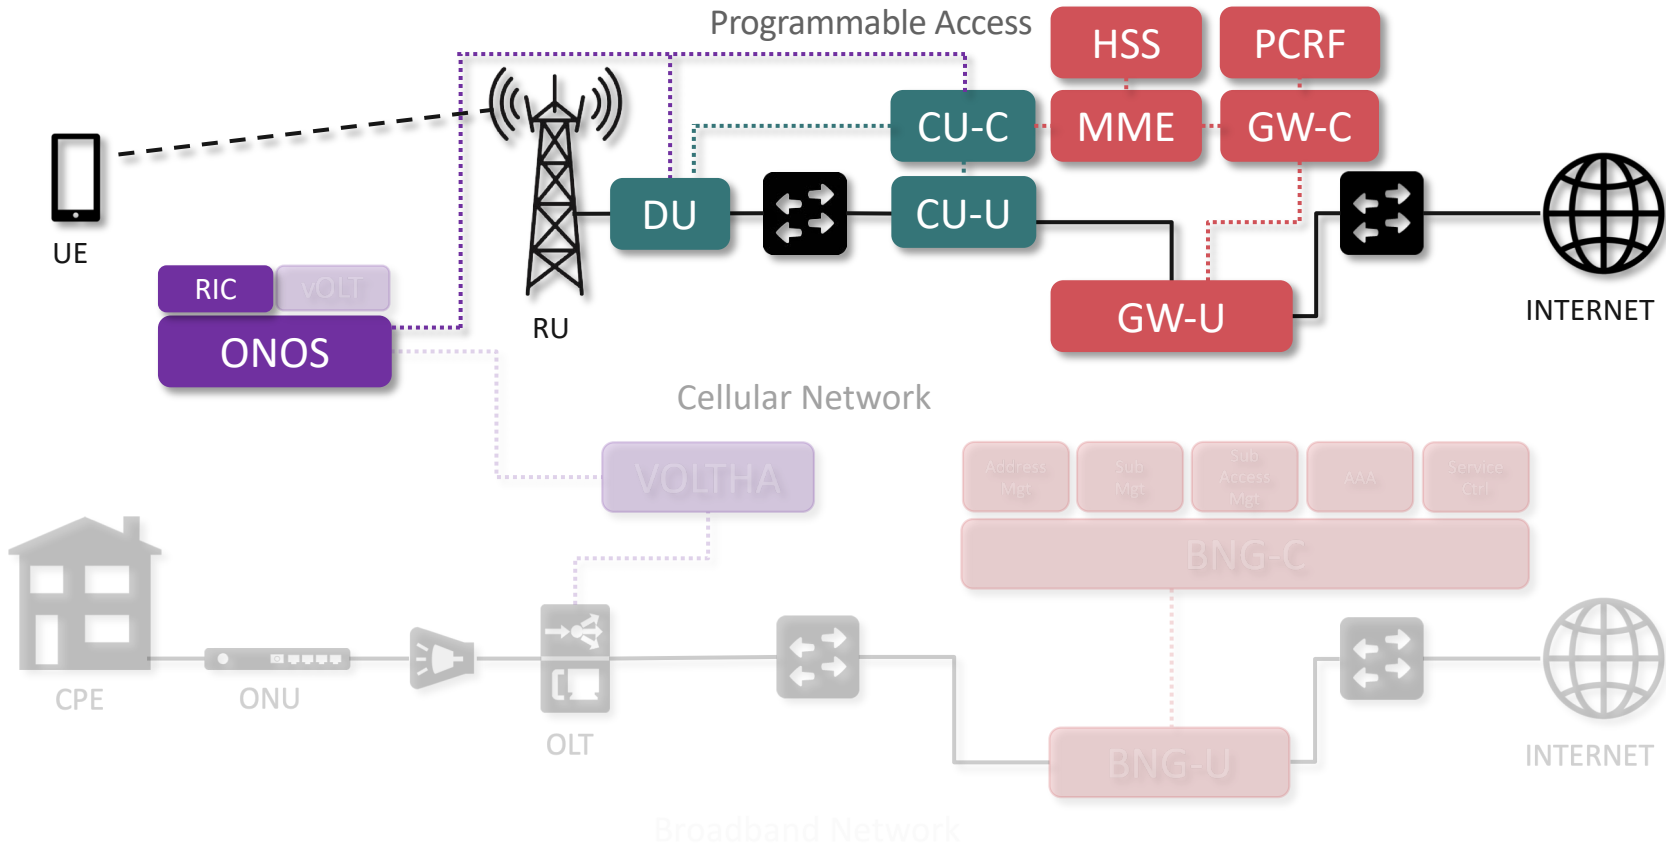 Programmable Access
HSS
PCRF
CU-C
MME
GW-C
DU
CU-U
UE
RIC
vOLT
ONOS
RU
GW-U
INTERNET
Cellular Network
VOLTHA
Address
Mgt
Sub
Mgt
Sub
Access
Mgt
AAA
Service
Ctrl
BNG-C
CPE
ONU
OLT
BNG-U
INTERNET
Broadband Network